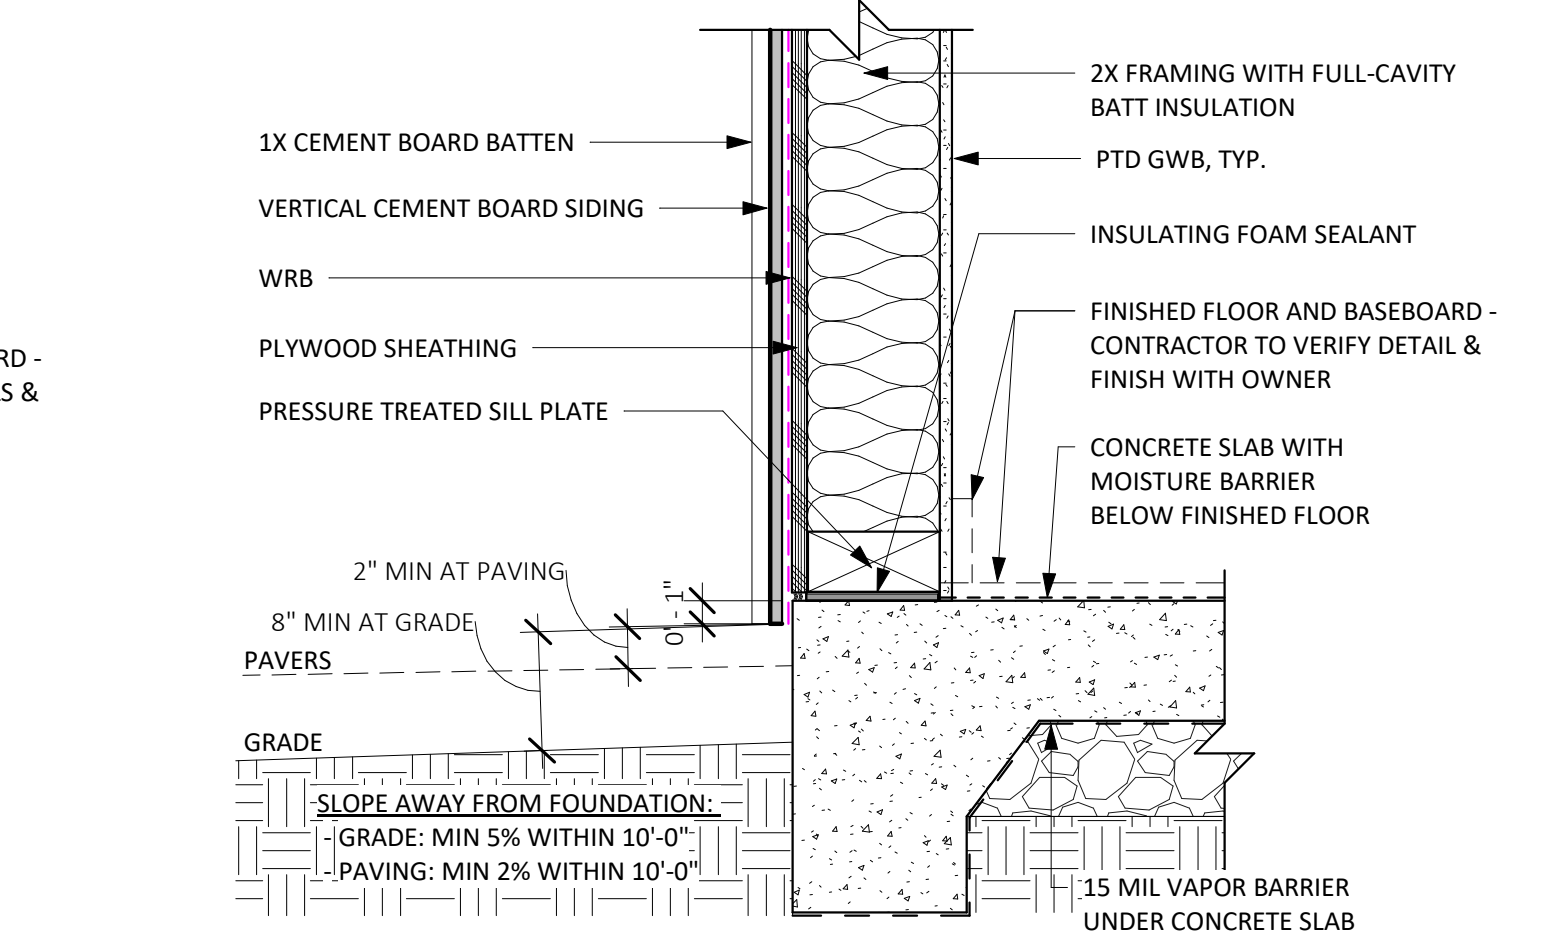 RD -
S &
1X CEMENT BOARD BATTEN
VERTICAL CEMENT BOARD SIDING
WRB
PLYWOOD SHEATHING
PRESSURE TREATED SILL PLATE
2" MIN AT PAVING
8" MIN AT GRADE
0' - 1"
PAVERS
GRADE
SLOPE AWAY FROM FOUNDATION:
- GRADE: MIN 5% WITHIN 10'-0"
- PAVING: MIN 2% WITHIN 10'-0"
2X FRAMING WITH FULL-CAVITY
BATT INSULATION
PTD GWB, TYP.
INSULATING FOAM SEALANT
FINISHED FLOOR AND BASEBOARD -
CONTRACTOR TO VERIFY DETAIL &
FINISH WITH OWNER
CONCRETE SLAB WITH
MOISTURE BARRIER
BELOW FINISHED FLOOR
15 MIL VAPOR BARRIER
UNDER CONCRETE SLAB